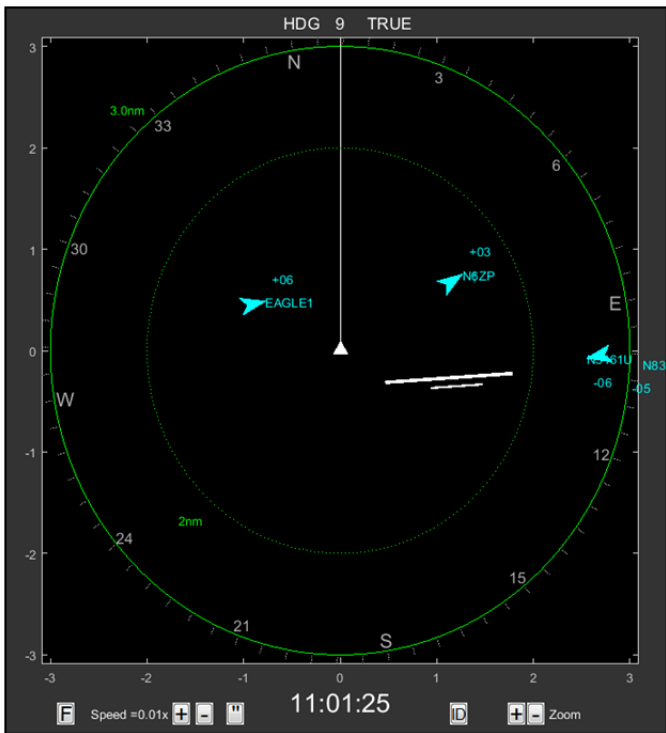 HDG 9 TRUE
3
N
3
3.0nm
33
6
2
30
+03
1
+06
N6ZP
EAGLE1
E
0
N83
-06
-05
W
-1
12
2nm
24
-2
15
21
S
-3
-3
-2
-1
0
1
2
3
11:01:25
F
Speed =0.01x
+
-
"
ID
+
-
Zoom